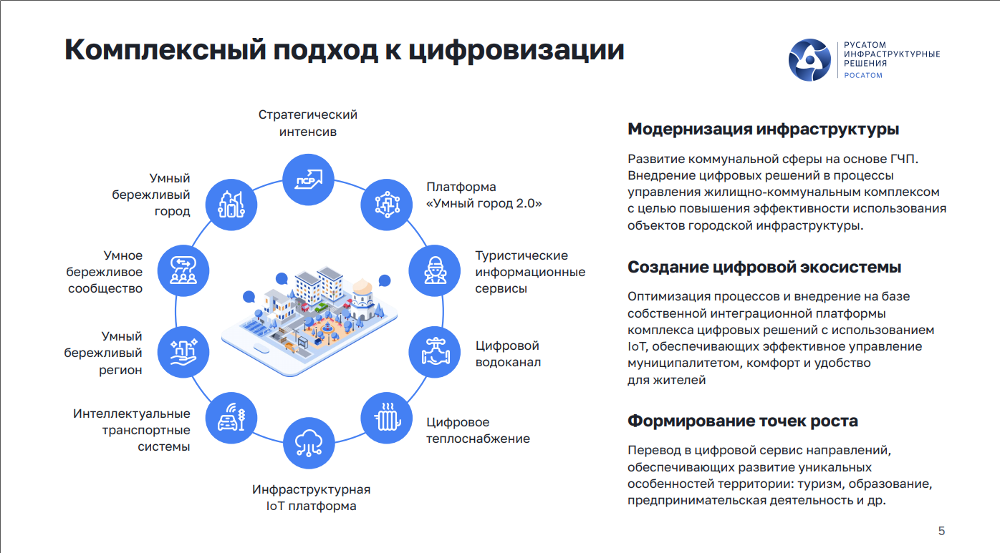 Комплексный подход к цифровизации
РУСАТОМ
ИНФРАСТРУКТУРНЫЕ
РЕШЕНИЯ
РОСАТОМ
Стратегический
интенсив
ПСР
Платформа
«Умный город 2.0»
Туристические
информационные
сервисы
Цифровой
водоканал
Цифровое
теплоснабжение
Инфраструктурная
IoT платформа
Интеллектуальные
транспортные
системы
Умный
бережливый
регион
Умное
бережливое
сообщество
Умный
бережливый
город
Модернизация инфраструктуры
Развитие коммунальной сферы на основе ГЧП.
Внедрение цифровых решений в процессы
управления жилищно-коммунальным комплексом
с целью повышения эффективности использования
объектов городской инфраструктуры.
Создание цифровой экосистемы
Оптимизация процессов и внедрение на базе
собственной интеграционной платформы
комплекса цифровых решений с использованием
IoT, обеспечивающих эффективное управление
муниципалитетом, комфорт и удобство
для жителей
Формирование точек роста
Перевод в цифровой сервис направлений,
обеспечивающих развитие уникальных
особенностей территории: туризм, образование,
предпринимательская деятельность и др.
5